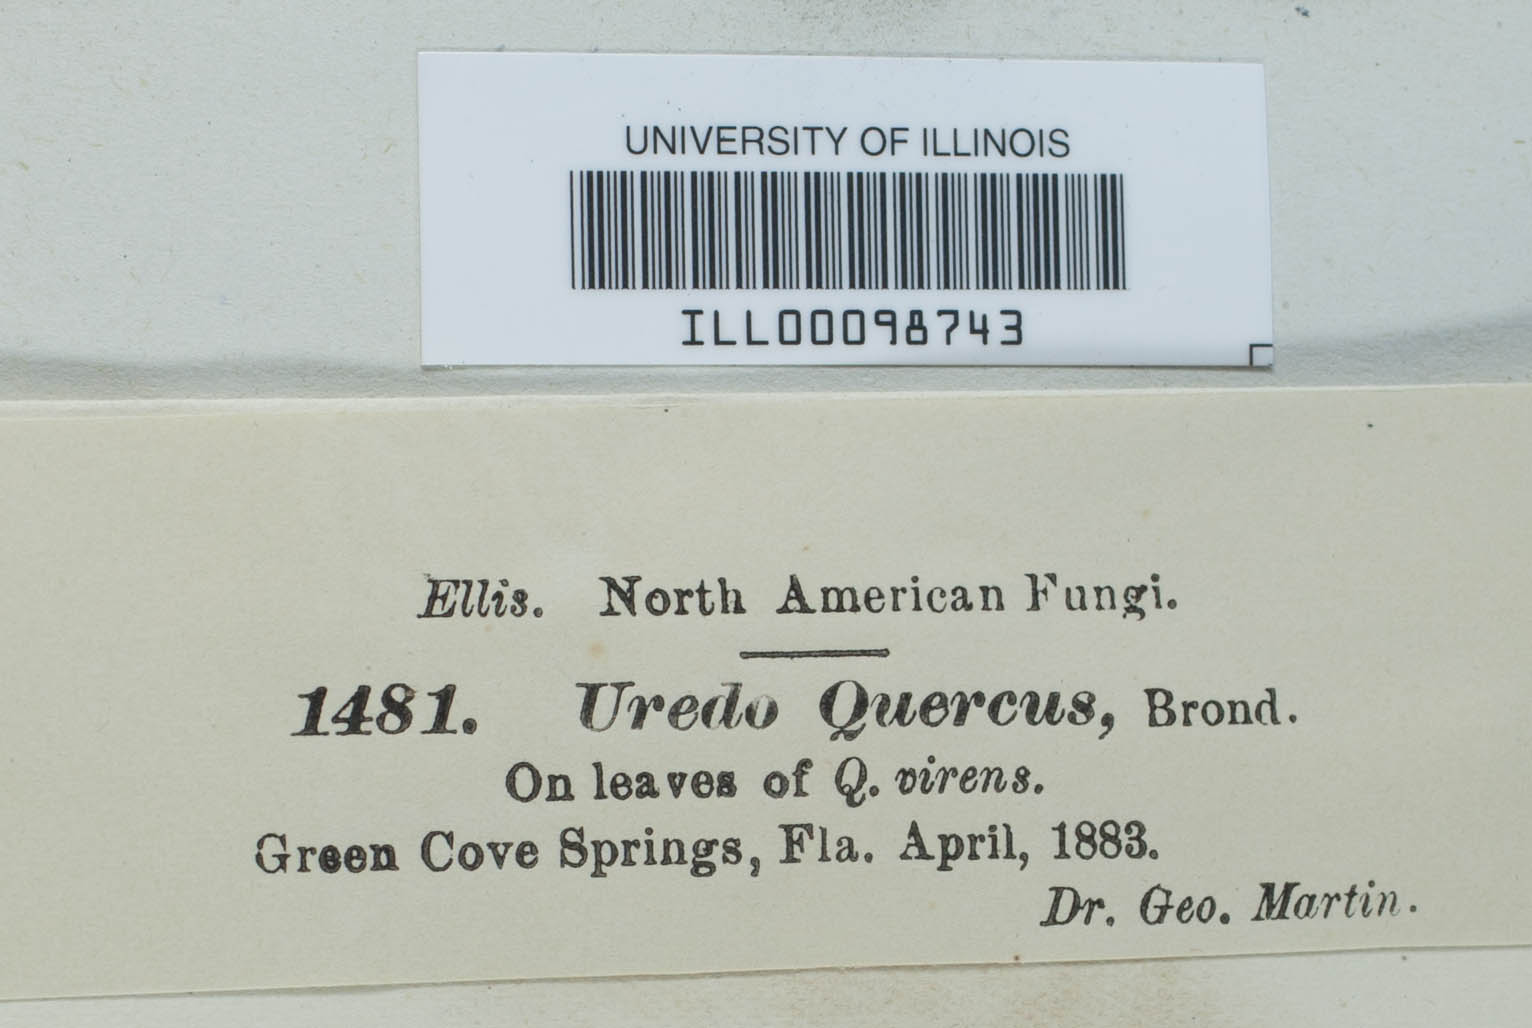 UNIVERSITY OF ILLINOIS
ILL00098743
Ellis. North American Fungi.
1481. Uredo Quercus, Brond.
On leaves of Q. virens.
Green Cove Springs, Fla. April, 1883.
Dr. Geo. Martin.